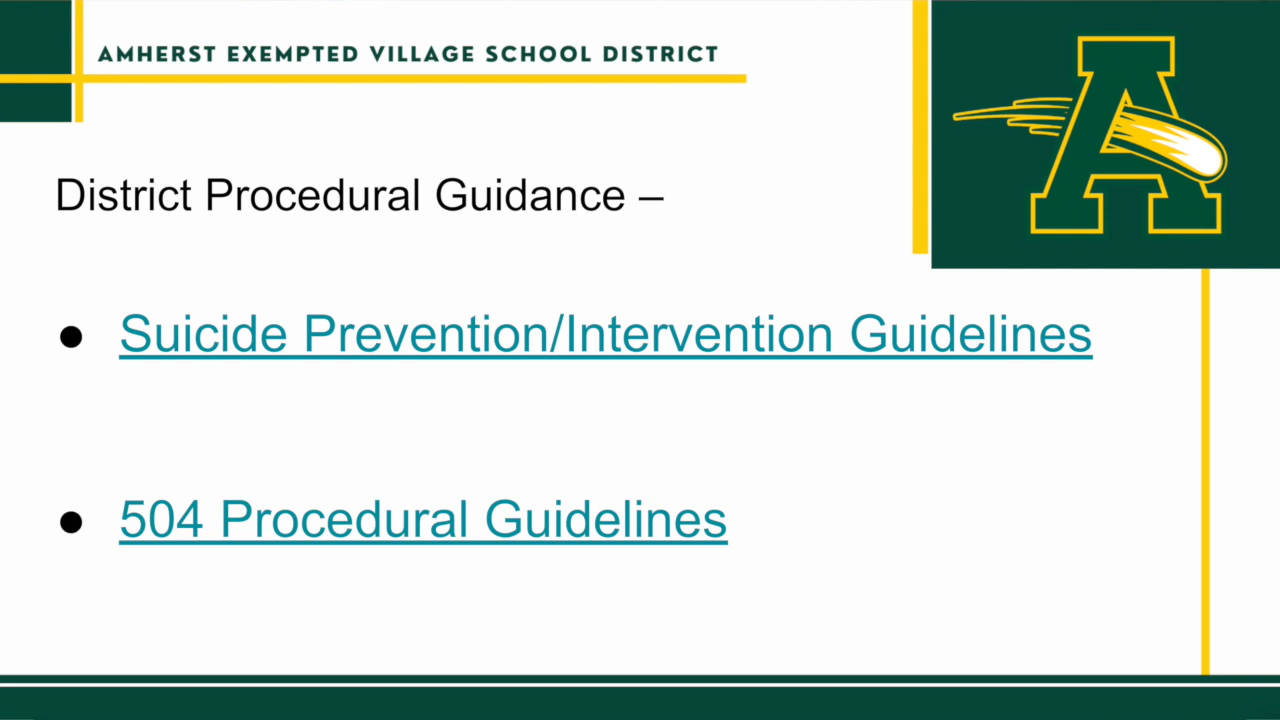 AMHERST EXEMPTED VILLAGE SCHOOL DISTRICT
A
District Procedural Guidance –
● Suicide Prevention/Intervention Guidelines
● 504 Procedural Guidelines